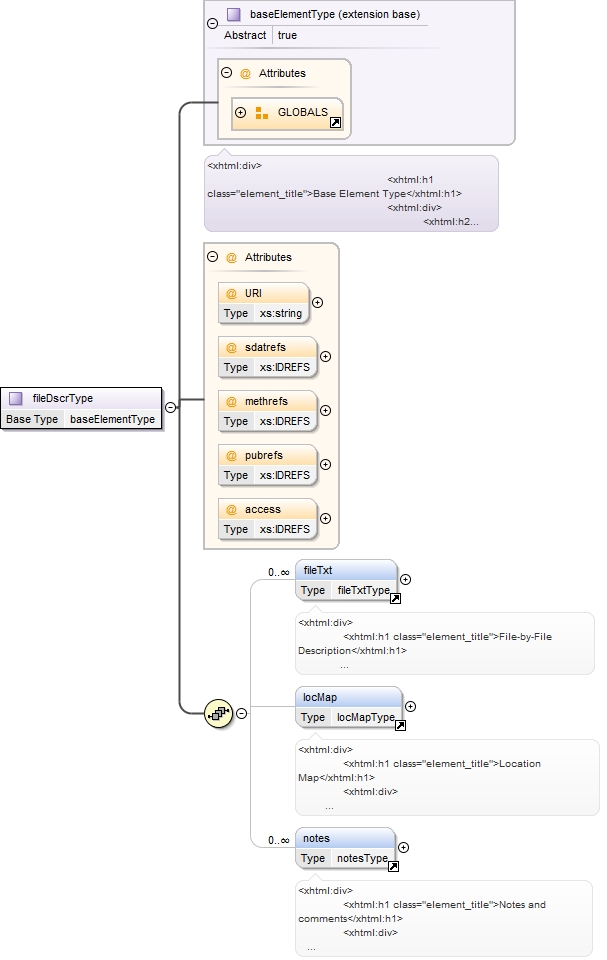 baseElementType (extension base)
Abstract true
@ Attributes
GLOBALS
<xhtml:div>
<xhtml:h1
class="element_title">Base Element Type</xhtml:h1>
<xhtml:div>
<xhtml:h2...
@ Attributes
@ URI
Type xs:string
@ sdatrefs
Type xs:IDREFS
@ methrefs
Type xs:IDREFS
@ pubrefs
Type xs:IDREFS
@ access
Type xs:IDREFS
fileDscrType
Base Type baseElementType
0..∞
fileTxt
Type fileTxtType
<xhtml:div>
<xhtml:h1 class="element_title">File-by-File
Description</xhtml:h1>
...
locMap
Type locMapType
<xhtml:div>
<xhtml:h1 class="element_title">Location
Map</xhtml:h1>
<xhtml:div>
...
0..∞
notes
Type notesType
<xhtml:div>
<xhtml:h1 class="element_title">Notes and
comments</xhtml:h1>
<xhtml:div>
...